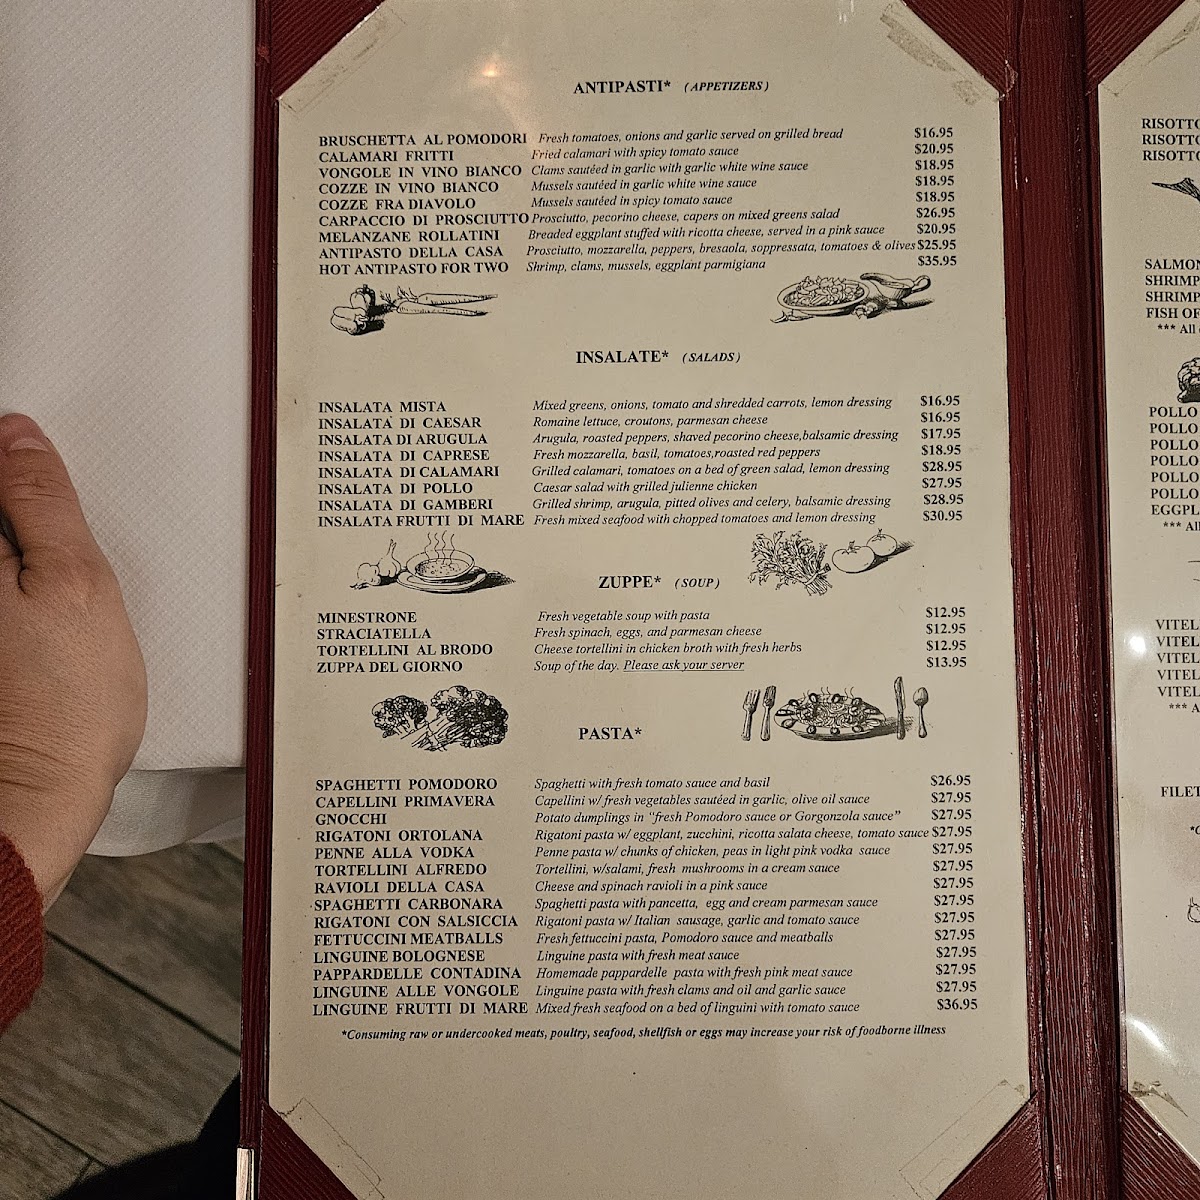 ANTIPASTI* (APPETIZERS)
BRUSCHETTA AL POMODORI Fresh tomatoes, onions and garlic served on grilled bread $16.95
CALAMARI FRITTI Fried calamari with spicy tomato sauce $20.95
VONGOLE IN VINO BIANCO Clams sautéed in garlic with garlic white wine sauce $18.95
COZZE IN VINO BIANCO Mussels sautéed in garlic white wine sauce $18.95
COZZE FRA DIAVOLO Mussels sautéed in spicy tomato sauce $18.95
CARPACCIO DI PROSCIUTTO Prosciutto, pecorino cheese, capers on mixed greens salad $26.95
MELANZANE ROLLATINI Breaded eggplant stuffed with ricotta cheese, served in a pink sauce $20.95
ANTIPASTO DELLA CASA Prosciutto, mozzarella, peppers, bresaola, soppressata, tomatoes & olives $25.95
HOT ANTIPASTO FOR TWO Shrimp, clams, mussels, eggplant parmigiana $35.95
INSALATE* (SALADS)
INSALATA MISTA Mixed greens, onions, tomato and shredded carrots, lemon dressing $16.95
INSALATA DI CAESAR Romaine lettuce, croutons, parmesan cheese $16.95
INSALATA DI ARUGULA Arugula, roasted peppers, shaved pecorino cheese,balsamic dressing $17.95
INSALATA DI CAPRESE Fresh mozzarella, basil, tomatoes,roasted red peppers $18.95
INSALATA DI CALAMARI Grilled calamari, tomatoes on a bed of green salad, lemon dressing $28.95
INSALATA DI POLLO Caesar salad with grilled julienne chicken $27.95
INSALATA DI GAMBERI Grilled shrimp, arugula, pitted olives and celery, balsamic dressing $28.95
INSALATA FRUTTI DI MARE Fresh mixed seafood with chopped tomatoes and lemon dressing $30.95
ZUPPE* (SOUP)
MINESTRONE Fresh vegetable soup with pasta $12.95
STRACIATELLA Fresh spinach, eggs, and parmesan cheese $12.95
TORTELLINI AL BRODO Cheese tortellini in chicken broth with fresh herbs $12.95
ZUPPA DEL GIORNO Soup of the day. Please ask your server $13.95
PASTA*
SPAGHETTI POMODORO Spaghetti with fresh tomato sauce and basil $26.95
CAPELLINI PRIMAVERA Capellini w/ fresh vegetables sautéed in garlic, olive oil sauce $27.95
GNOCCHI Potato dumplings in "fresh Pomodoro sauce or Gorgonzola sauce" $27.95
RIGATONI ORTOLANA Rigatoni pasta w/ eggplant, zucchini, ricotta salata cheese, tomato sauce $27.95
PENNE ALLA VODKA Penne pasta w/ chunks of chicken, peas in light pink vodka sauce $27.95
TORTELLINI ALFREDO Tortellini, w/salami, fresh mushrooms in a cream sauce $27.95
RAVIOLI DELLA CASA Cheese and spinach ravioli in a pink sauce $27.95
SPAGHETTI CARBONARA Spaghetti pasta with pancetta, egg and cream parmesan sauce $27.95
RIGATONI CON SALSICCIA Rigatoni pasta w/ Italian sausage, garlic and tomato sauce $27.95
FETTUCCINI MEATBALLS Fresh fettuccini pasta, Pomodoro sauce and meatballs $27.95
LINGUINE BOLOGNESE Linguine pasta with fresh meat sauce $27.95
PAPPARDELLE CONTADINA Homemade pappardelle pasta with fresh pink meat sauce $27.95
LINGUINE ALLE VONGOLE Linguine pasta with fresh clams and oil and garlic sauce $27.95
LINGUINE FRUTTI DI MARE Mixed fresh seafood on a bed of linguini with tomato sauce $36.95
*Consuming raw or undercooked meats, poultry, seafood, shellfish or eggs may increase your risk of foodborne illness
RISOTTO
RISOTTO
RISOTTO
SALMON
SHRIMP
SHRIMP
FISH OF
*** All
POLLO
POLLO
POLLO
POLLO
POLLO
POLLO
EGGPL
*** All
VITEL
VITEL
VITEL
VITEL
VITEL
*** A
FILET